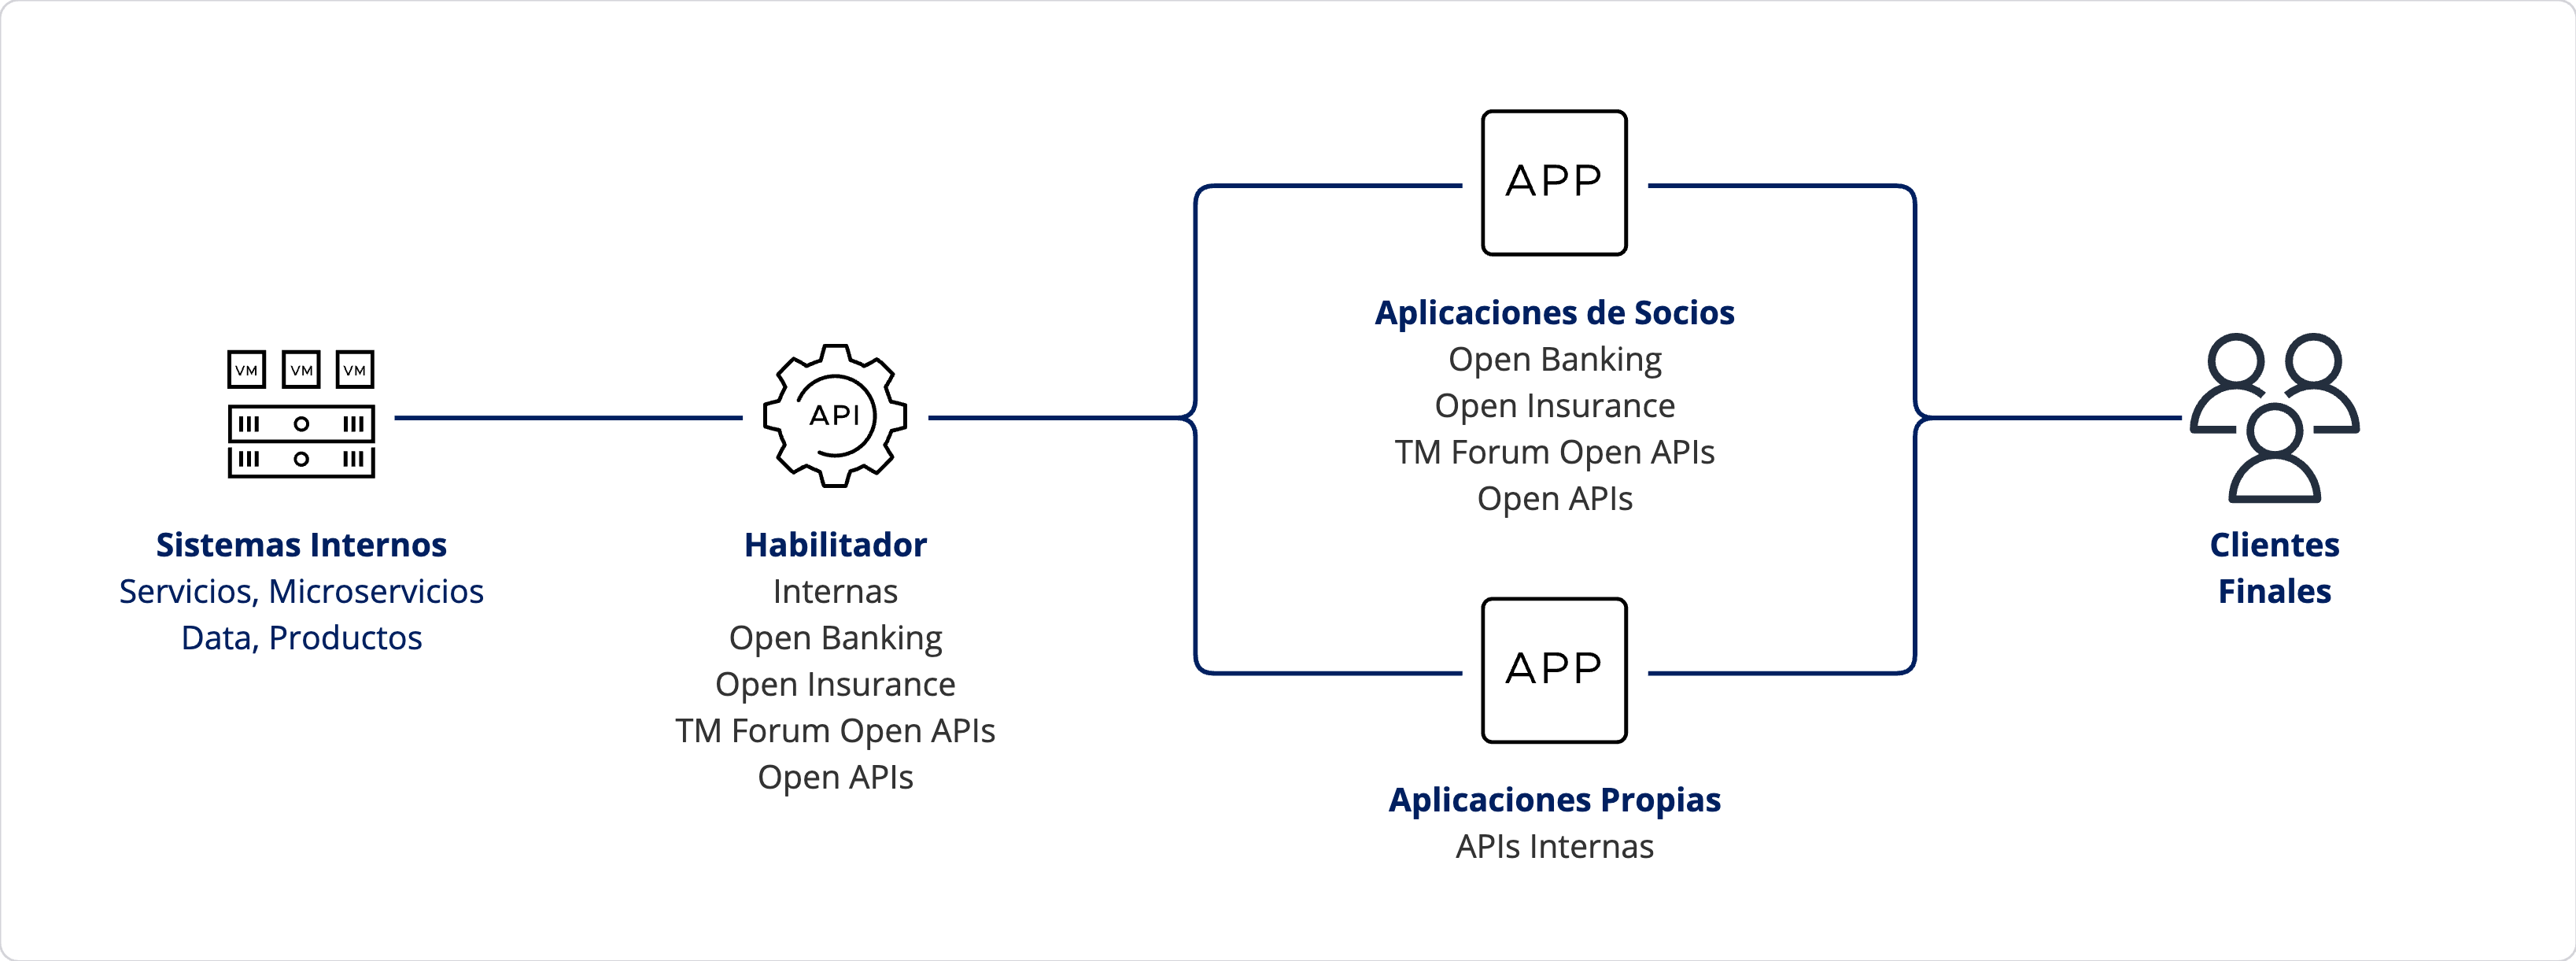 VM VM VM
Sistemas Internos
Servicios, Microservicios
Data, Productos
API
Habilitador
Internas
Open Banking
Open Insurance
TM Forum Open APIs
Open APIs
APP
Aplicaciones de Socios
Open Banking
Open Insurance
TM Forum Open APIs
Open APIs
APP
Aplicaciones Propias
APIs Internas
Clientes
Finales